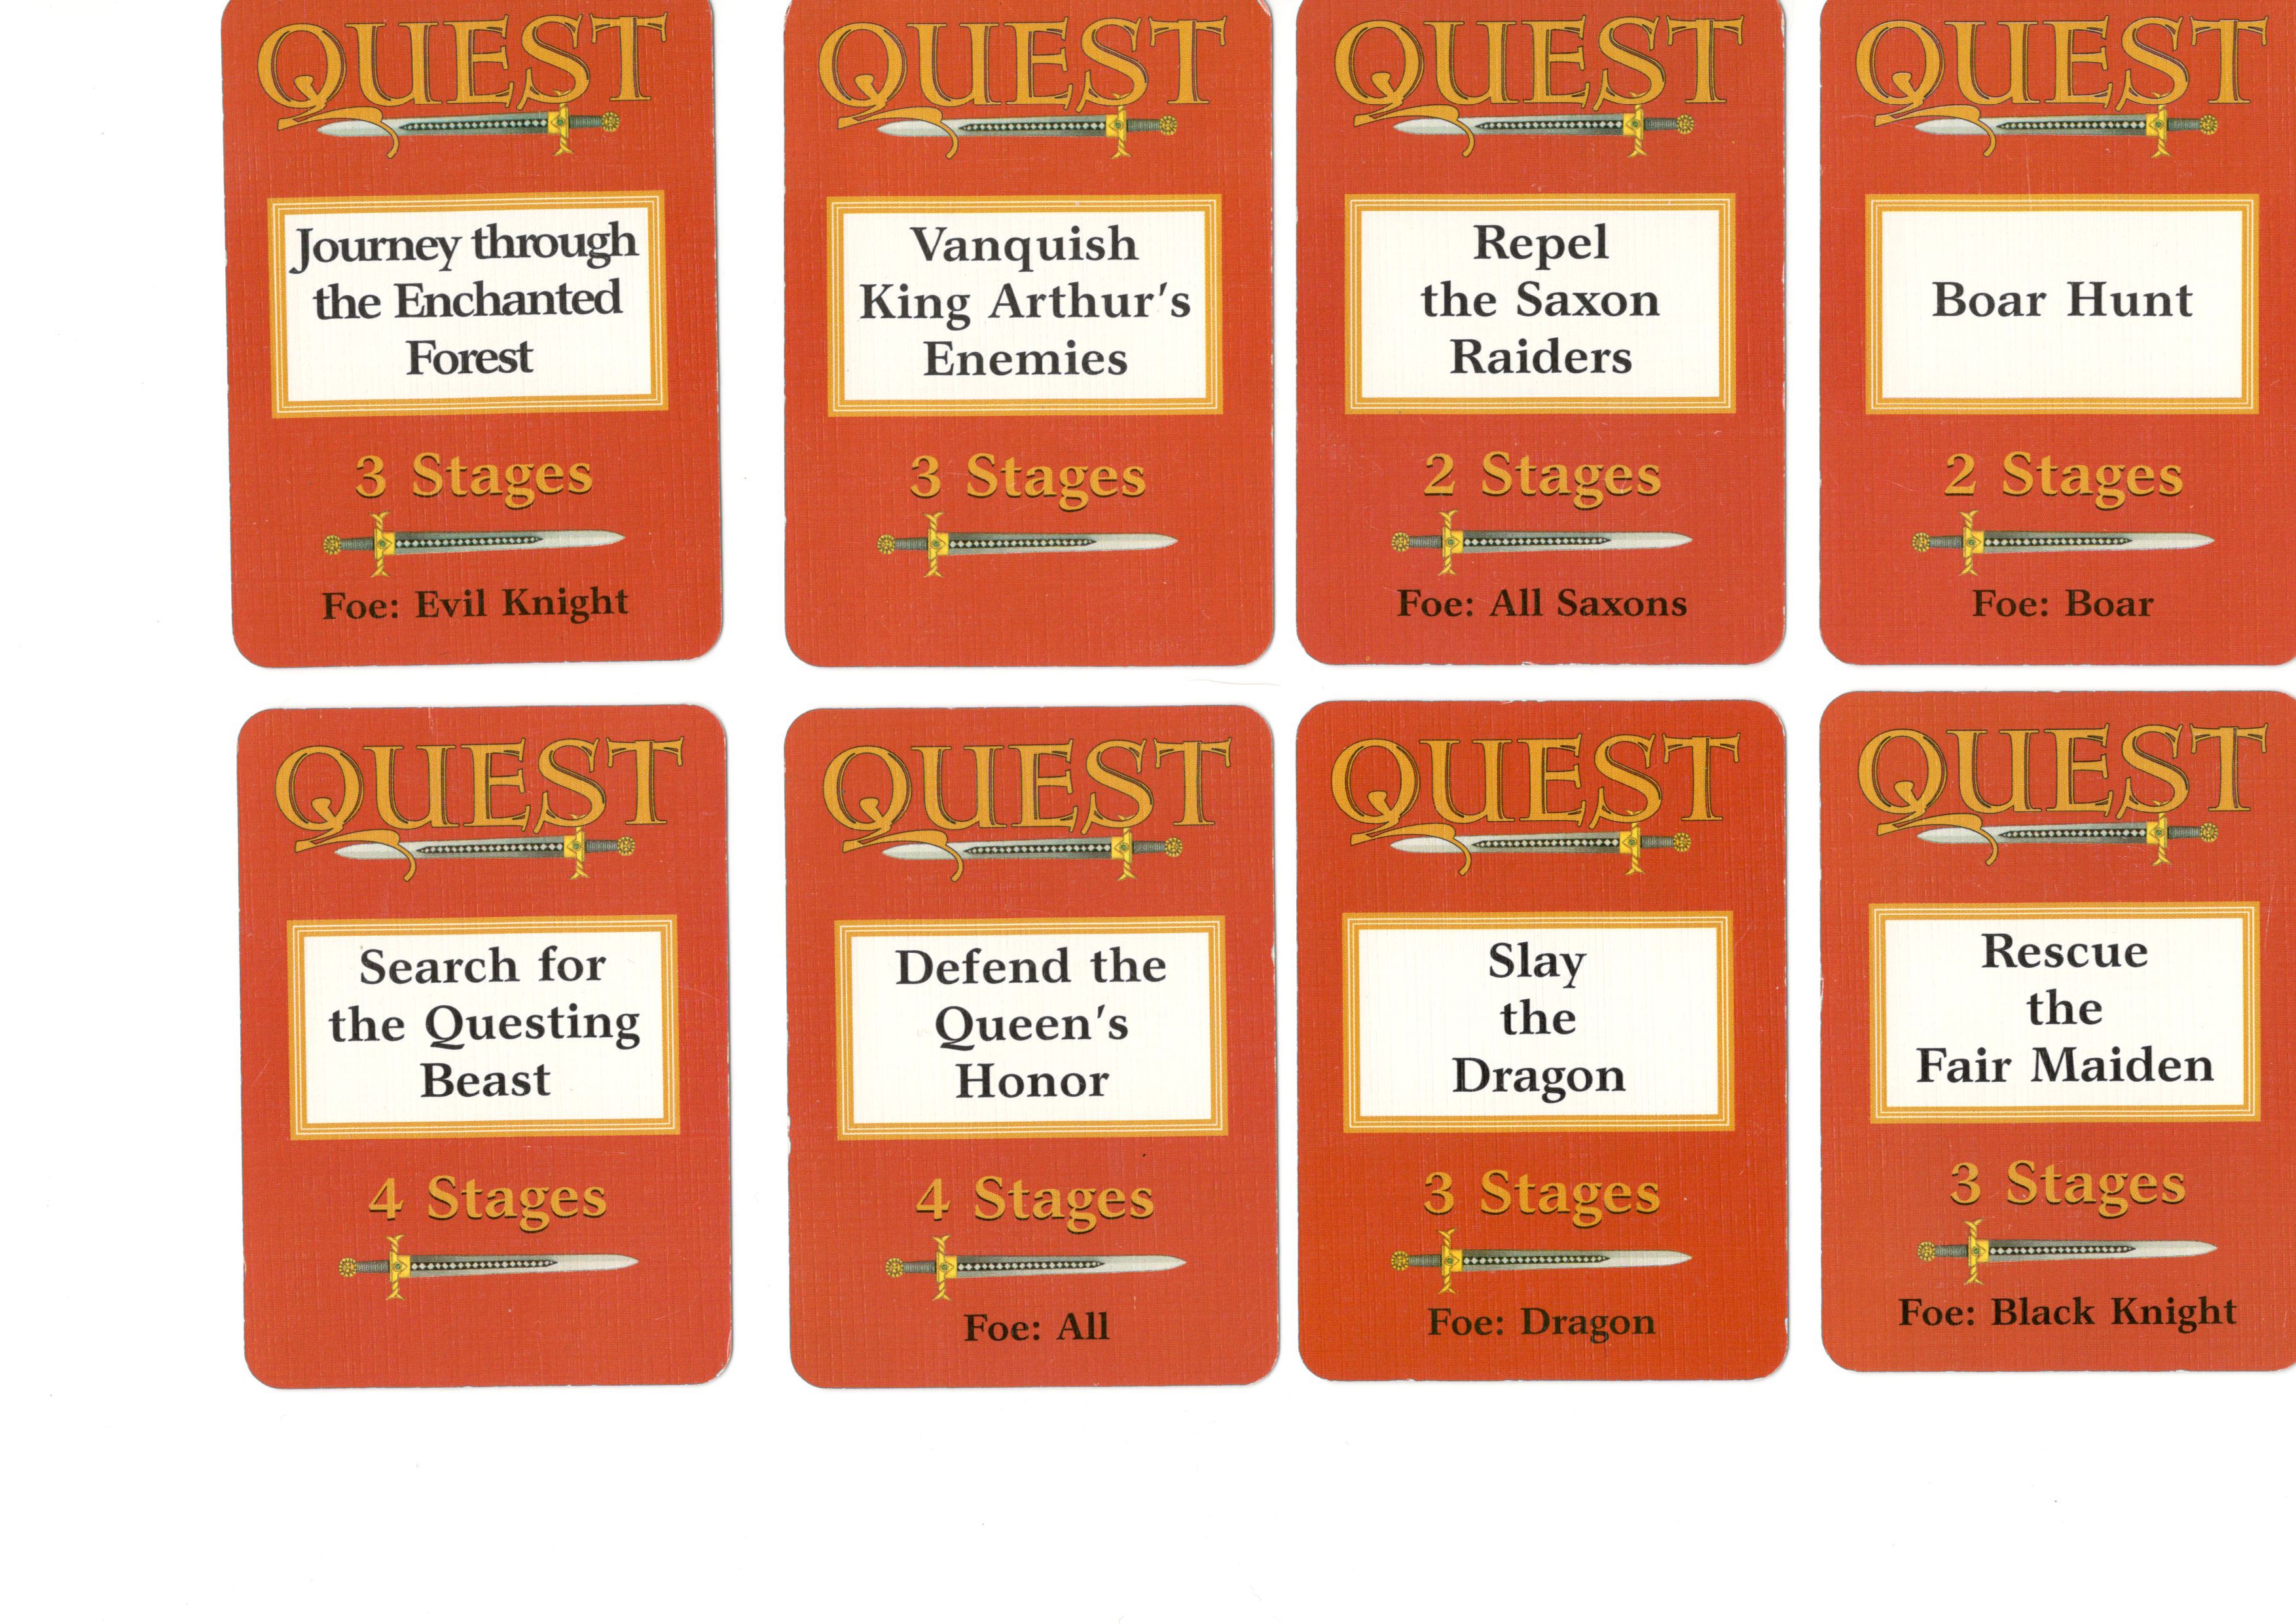 QUEST
Journey through
the Enchanted
Forest
3 Stages
Foe: Evil Knight
QUEST
Vanquish
King Arthur's
Enemies
3 Stages
QUEST
Repel
the Saxon
Raiders
2 Stages
Foe: All Saxons
QUEST
Boar Hunt
2 Stages
Foe: Boar
QUEST
Search for
the Questing
Beast
4 Stages
QUEST
Defend the
Queen's
Honor
4 Stages
Foe: All
QUEST
Slay
the
Dragon
3 Stages
Foe: Dragon
QUEST
Rescue
the
Fair Maiden
3 Stages
Foe: Black Knight